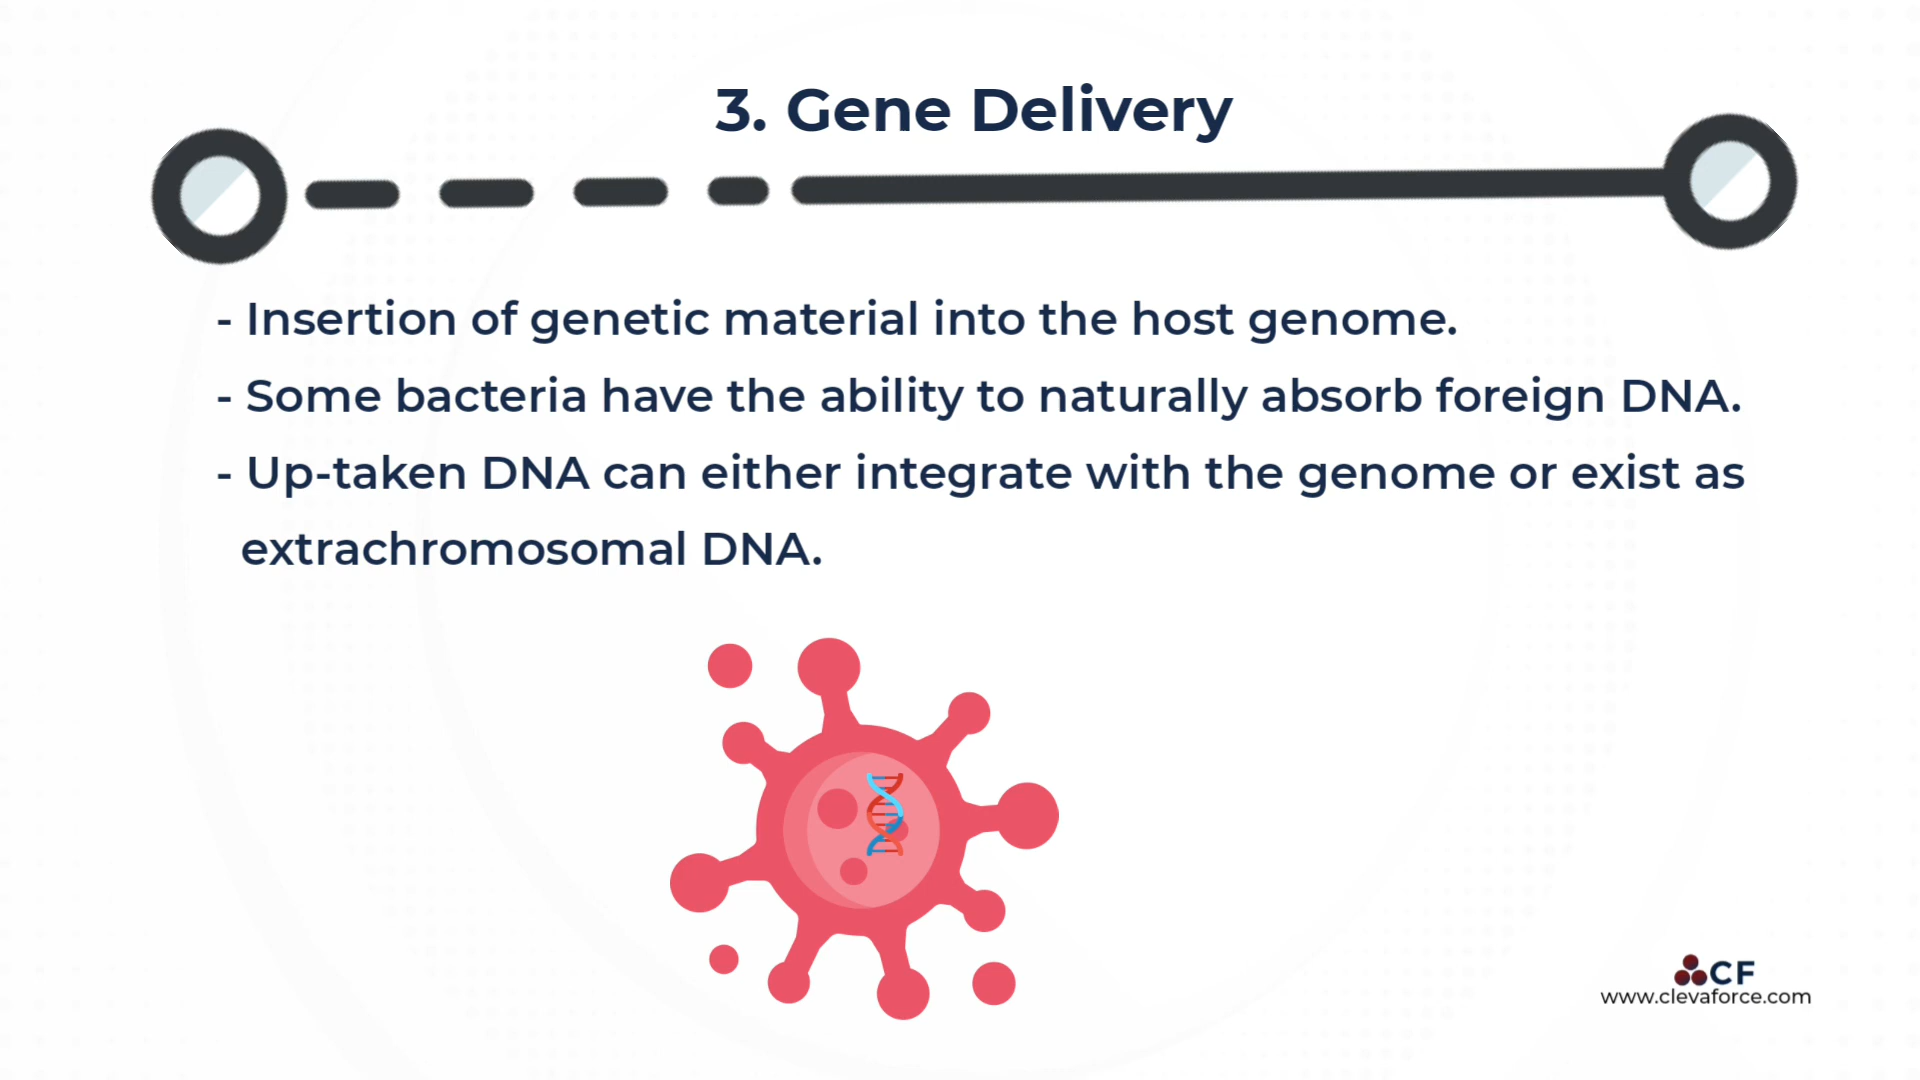 3. Gene Delivery
- Insertion of genetic material into the host genome.
- Some bacteria have the ability to naturally absorb foreign DNA.
- Up-taken DNA can either integrate with the genome or exist as
extrachromosomal DNA.
CF
www.clevaforce.com